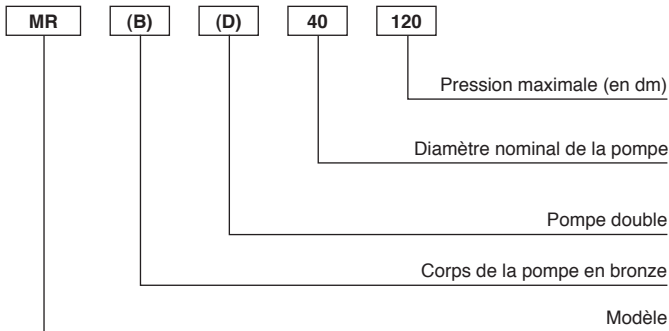 MR (B) (D) 40 120
Pression maximale (en dm)
Diamètre nominal de la pompe
Pompe double
Corps de la pompe en bronze
Modèle